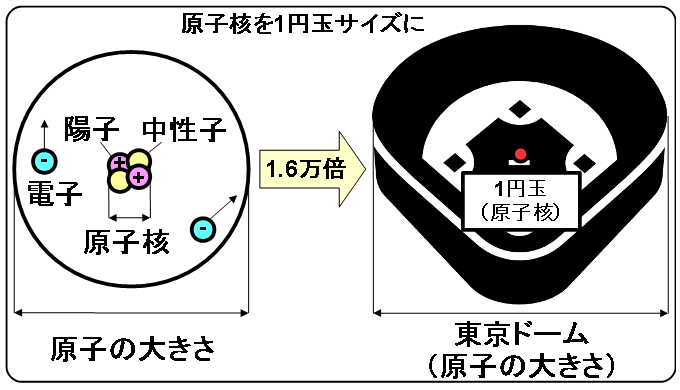 原子核を1円玉サイズに
陽子
中性子
+
+
-
電子
-
原子核
原子の大きさ
1.6万倍
1円玉
（原子核）
東京ドーム
（原子の大きさ）